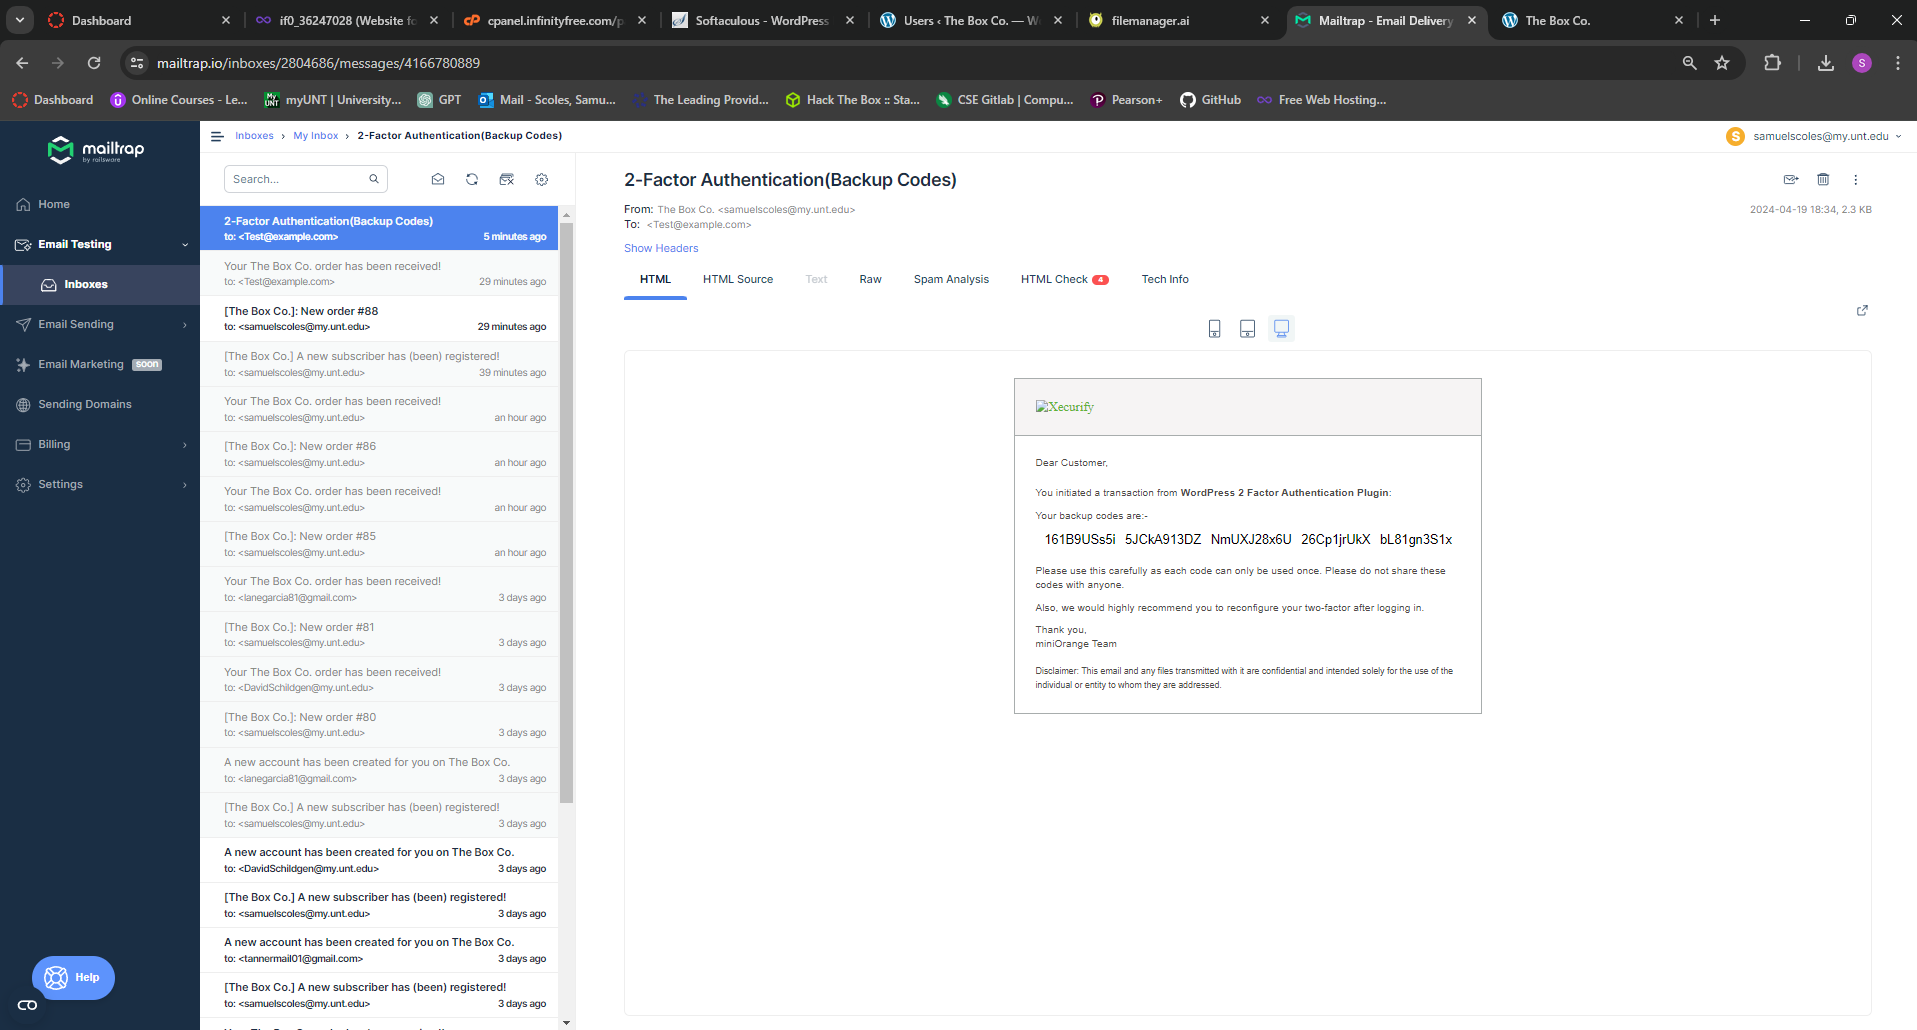 Dashboard
if0_36247028 (Website fo
cpanel.infinityfree.com/p
Softaculous - WordPress
Users ‹ The Box Co. — W
filemanager.ai
Mailtrap - Email Delivery
The Box Co.
mailtrap.io/inboxes/2804686/messages/4166780889
S
Dashboard
Online Courses - Le...
myUNT | University...
GPT
Mail - Scoles, Samu...
The Leading Provid...
Hack The Box :: Sta...
CSE Gitlab | Compu...
Pearson+
GitHub
Free Web Hosting...
mailtrap
by railsware
Home
Email Testing
Inboxes
Email Sending
Email Marketing soon
Sending Domains
Billing
Settings
Help
Inboxes › My Inbox › 2-Factor Authentication(Backup Codes)
S samuelscoles@my.unt.edu
Search...
2-Factor Authentication(Backup Codes)
to: <Test@example.com> 5 minutes ago
Your The Box Co. order has been received!
to: <Test@example.com> 29 minutes ago
[The Box Co.]: New order #88
to: <samuelscoles@my.unt.edu> 29 minutes ago
[The Box Co.] A new subscriber has (been) registered!
to: <samuelscoles@my.unt.edu> 39 minutes ago
Your The Box Co. order has been received!
to: <samuelscoles@my.unt.edu> an hour ago
[The Box Co.]: New order #86
to: <samuelscoles@my.unt.edu> an hour ago
Your The Box Co. order has been received!
to: <samuelscoles@my.unt.edu> an hour ago
[The Box Co.]: New order #85
to: <samuelscoles@my.unt.edu> an hour ago
Your The Box Co. order has been received!
to: <lanegarcia81@gmail.com> 3 days ago
[The Box Co.]: New order #81
to: <samuelscoles@my.unt.edu> 3 days ago
Your The Box Co. order has been received!
to: <DavidSchildgen@my.unt.edu> 3 days ago
[The Box Co.]: New order #80
to: <samuelscoles@my.unt.edu> 3 days ago
A new account has been created for you on The Box Co.
to: <lanegarcia81@gmail.com> 3 days ago
[The Box Co.] A new subscriber has (been) registered!
to: <samuelscoles@my.unt.edu> 3 days ago
A new account has been created for you on The Box Co.
to: <DavidSchildgen@my.unt.edu> 3 days ago
[The Box Co.] A new subscriber has (been) registered!
to: <samuelscoles@my.unt.edu> 3 days ago
A new account has been created for you on The Box Co.
to: <tannermail01@gmail.com> 3 days ago
[The Box Co.] A new subscriber has (been) registered!
to: <samuelscoles@my.unt.edu> 3 days ago
2-Factor Authentication(Backup Codes)
From: The Box Co. <samuelscoles@my.unt.edu>
2024-04-19 18:34, 2.3 KB
To: <Test@example.com>
Show Headers
HTML HTML Source Text Raw Spam Analysis HTML Check 4 Tech Info
Xecurify
Dear Customer,
You initiated a transaction from WordPress 2 Factor Authentication Plugin:
Your backup codes are:-
161B9USs5i 5JCkA913DZ NmUXJ28x6U 26Cp1jrUkX bL81gn3S1x
Please use this carefully as each code can only be used once. Please do not share these
codes with anyone.
Also, we would highly recommend you to reconfigure your two-factor after logging in.
Thank you,
miniOrange Team
Disclaimer: This email and any files transmitted with it are confidential and intended solely for the use of the
individual or entity to whom they are addressed.